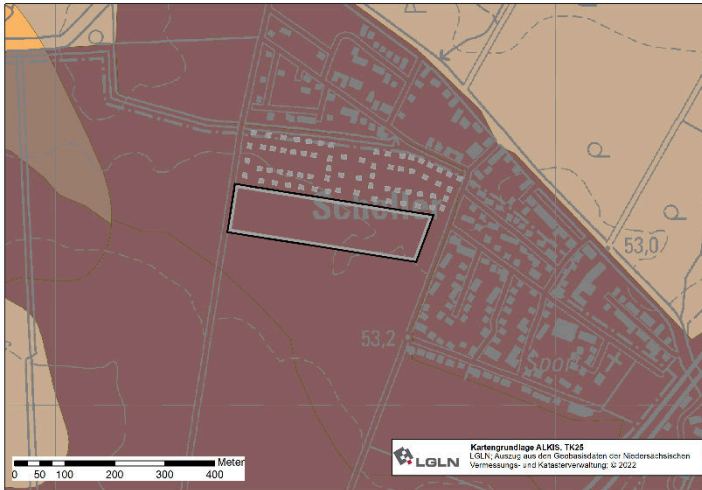 53,0
53,2
Sport
0 50 100 200 300 400 Meter
LGLN
Kartengrundlage ALKIS, TK25
LGLN; Auszug aus den Geobasisdaten der Niedersächsischen
Vermessungs- und Katasterverwaltung; © 2022